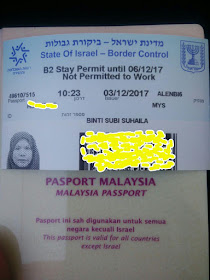 מדינת ישראל - ביקורת גבולות
State Of Israel - Border Control
B2 Stay Permit until 06/12/17
Not Permitted to Work
10:23 03/12/2017 ALENBI6
Passport MYS
BINTI SUBI SUHAILA
PASPORT MALAYSIA
MALAYSIA PASSPORT
Pasport ini sah digunakan untuk semua
negara kecuali Israel
This passport is valid for all countries
except Israel